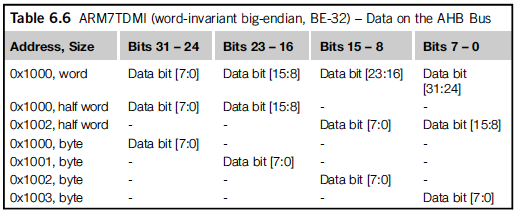 Table 6.6 ARM7TDMI (word-invariant big-endian, BE-32) – Data on the AHB Bus
Address, Size Bits 31 – 24 Bits 23 – 16 Bits 15 – 8 Bits 7 – 0
0x1000, word Data bit [7:0] Data bit [15:8] Data bit [23:16] Data bit
[31:24]
0x1000, half word Data bit [7:0] Data bit [15:8] - -
0x1002, half word - - Data bit [7:0] Data bit [15:8]
0x1000, byte Data bit [7:0] - - -
0x1001, byte - Data bit [7:0] - -
0x1002, byte - - Data bit [7:0] -
0x1003, byte - - - Data bit [7:0]